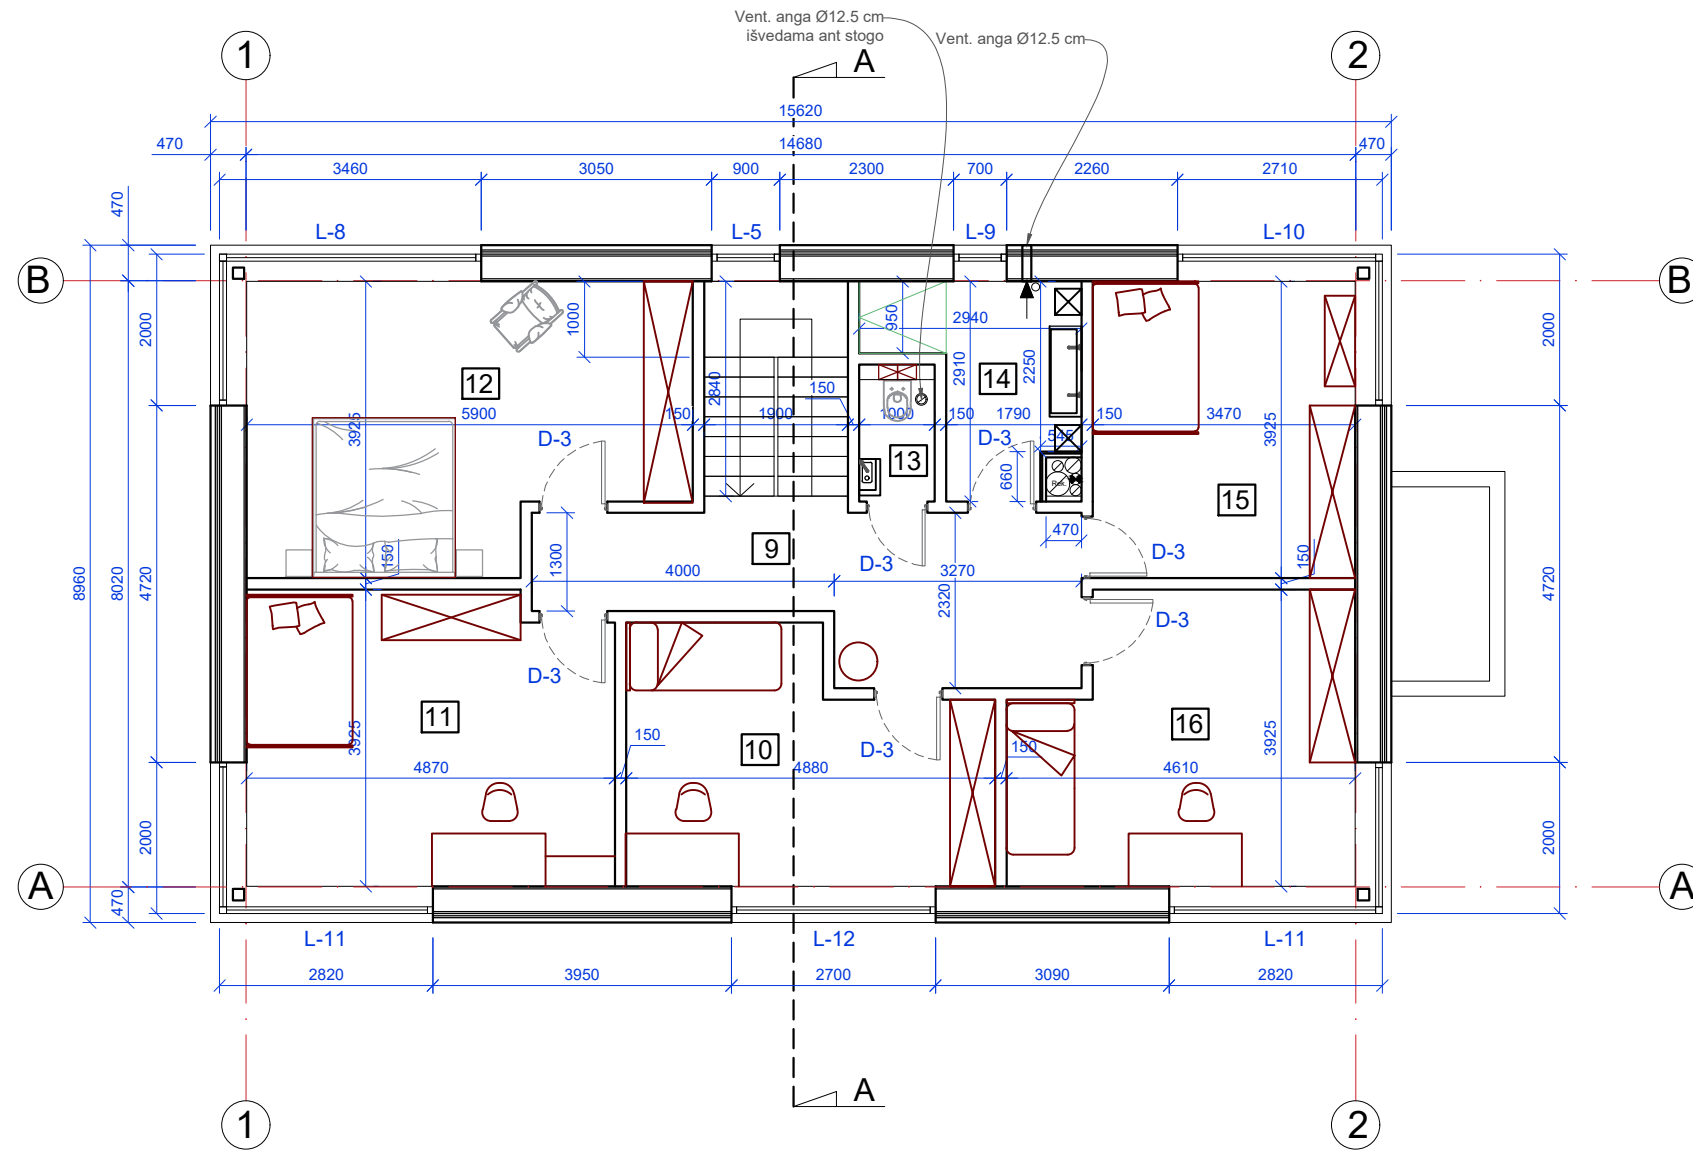 Vent. anga Ø12.5 cm
išvedama ant stogo
Vent. anga Ø12.5 cm
1
A
2
15620
470
14680
470
3460
3050
900
2300
700
2260
2710
470
L-8
L-5
L-9
L-10
B
B
2000
1000
950
2940
2000
2910
2250
12
14
2840
150
3925
5900
150
1900
1000
150
1790
150
3470
3925
D-3
D-3
545
13
660
15
Rek.
470
9
150
1300
D-3
D-3
150
4000
3270
8960
8020
4720
2320
4720
D-3
D-3
11
10
16
3925
150
D-3
150
3925
4870
4880
4610
2000
2000
A
A
470
L-11
L-12
L-11
2820
3950
2700
3090
2820
A
1
2